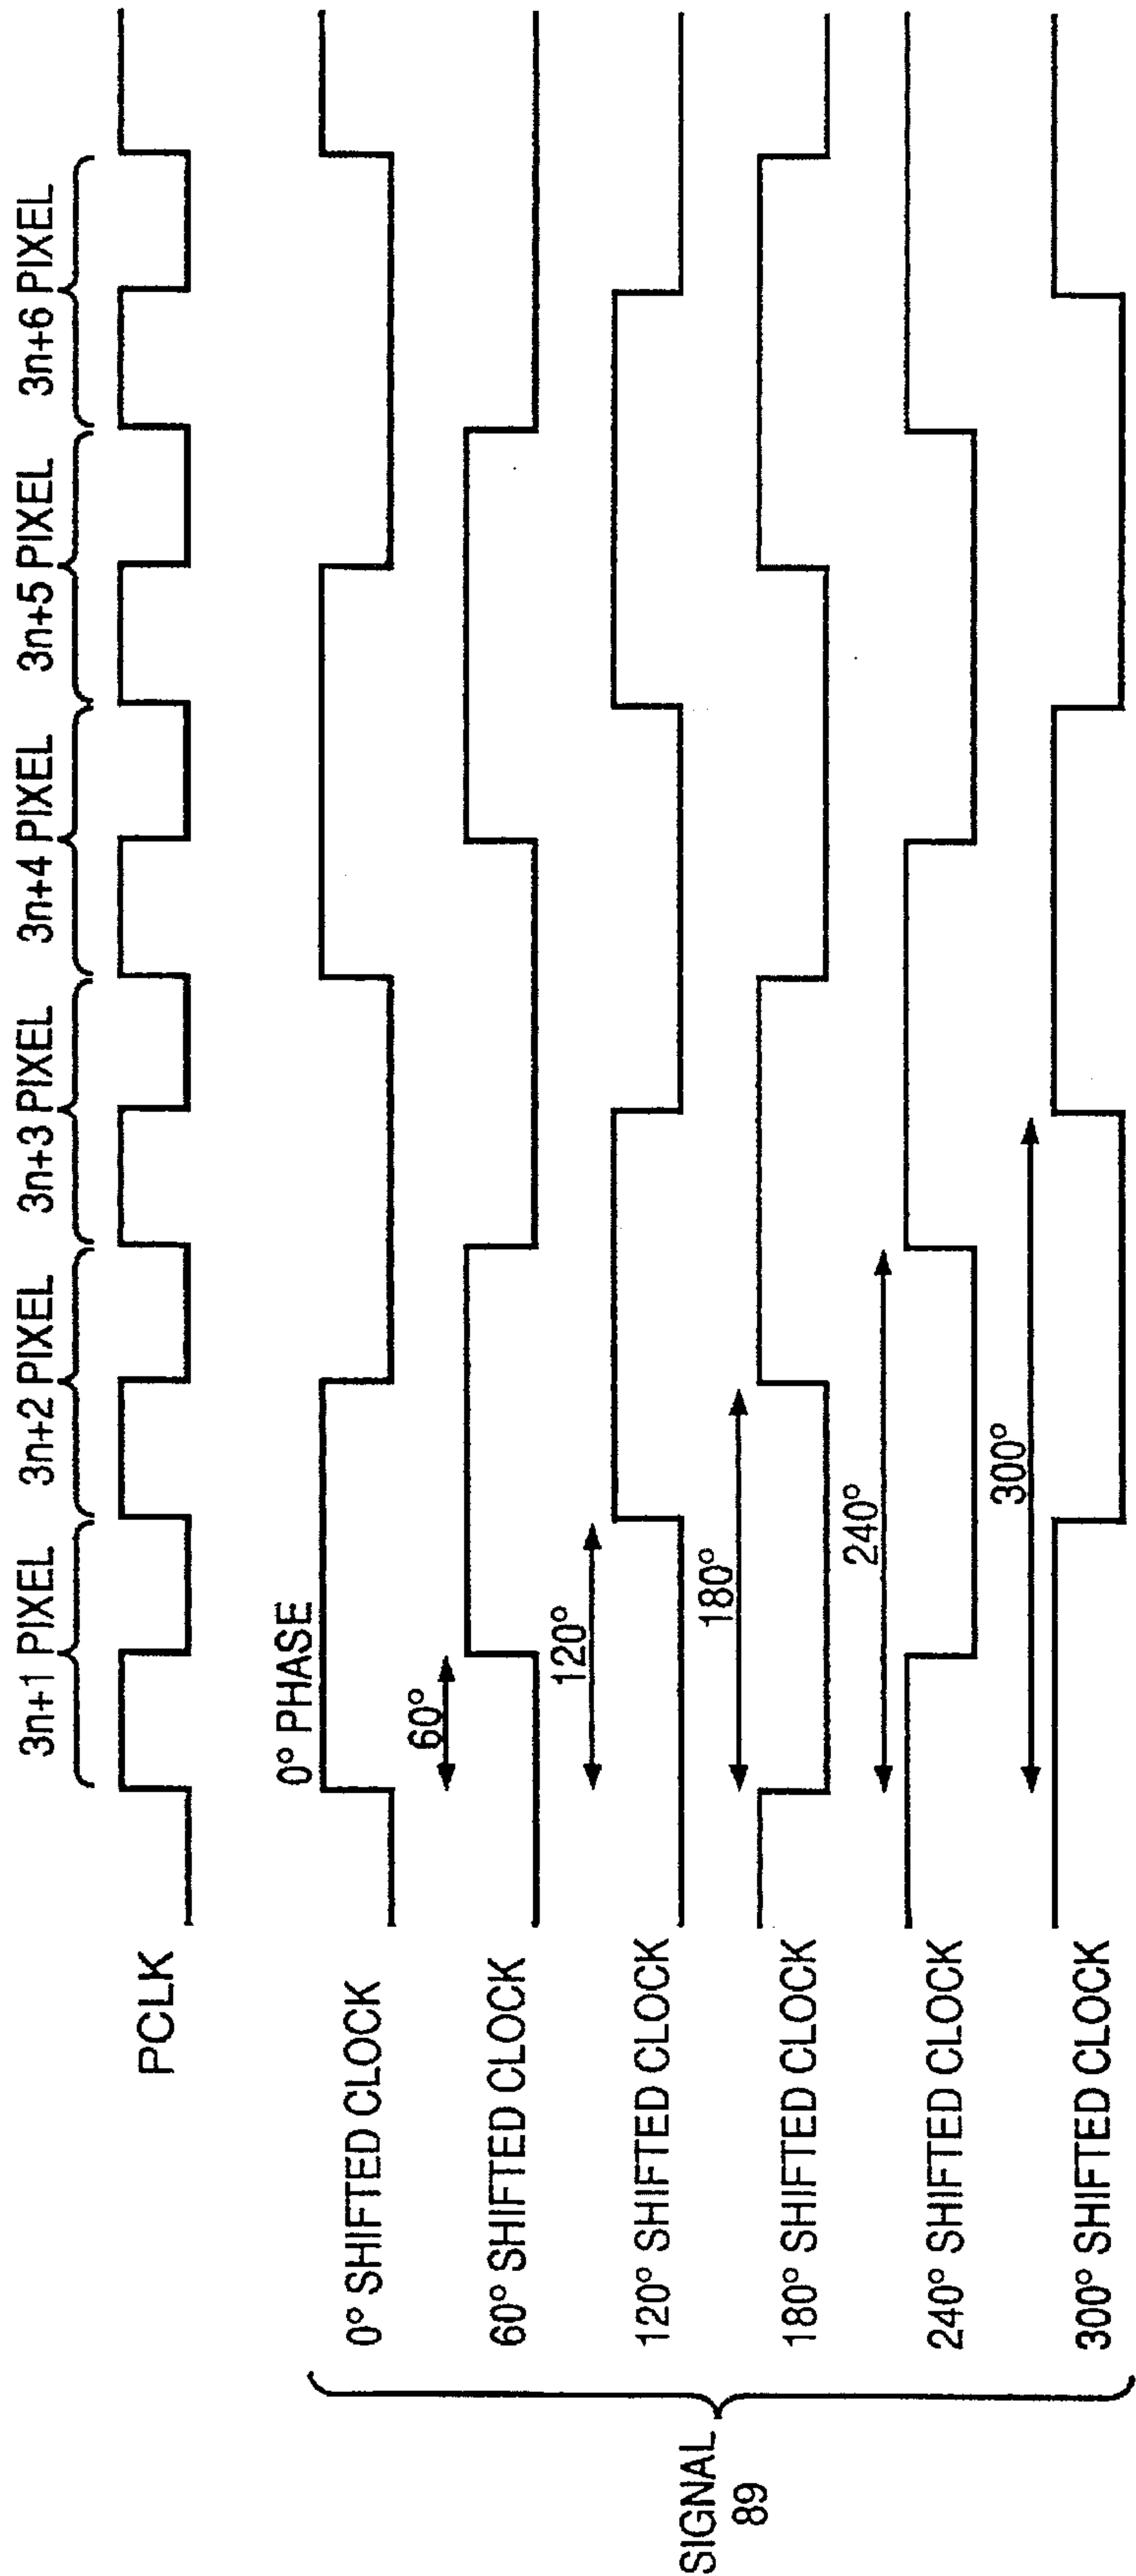 3n+1 PIXEL 3n+2 PIXEL 3n+3 PIXEL 3n+4 PIXEL 3n+5 PIXEL 3n+6 PIXEL
PCLK
0° PHASE
0° SHIFTED CLOCK
60°
60° SHIFTED CLOCK
120°
120° SHIFTED CLOCK
180°
180° SHIFTED CLOCK
240°
240° SHIFTED CLOCK
300°
300° SHIFTED CLOCK
SIGNAL
89